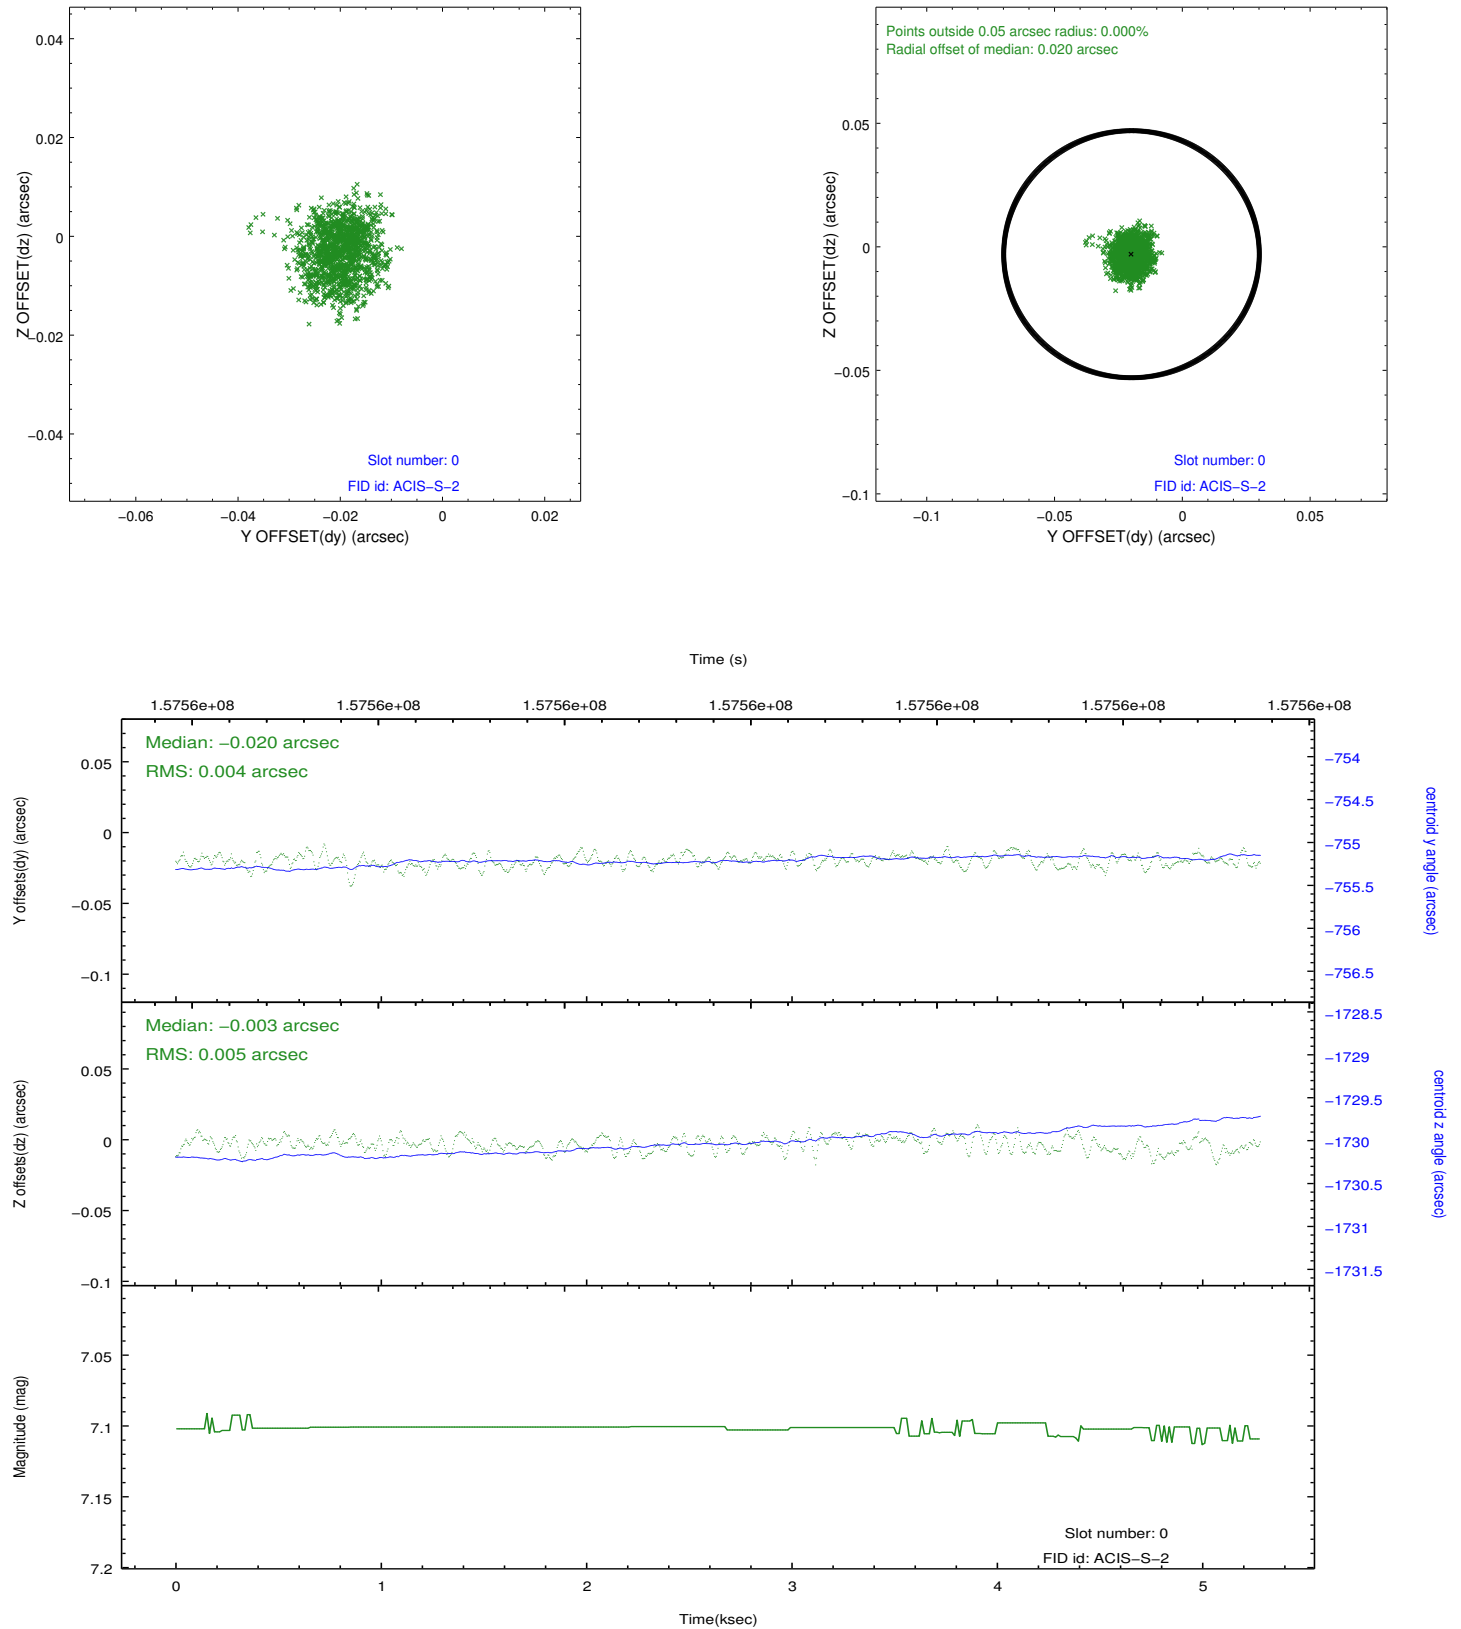 0.04
0.02
0
−0.02
−0.04
Z OFFSET(dz) (arcsec)
Slot number: 0
FID id: ACIS−S−2
−0.06 −0.04 −0.02 0 0.02
Y OFFSET(dy) (arcsec)
Points outside 0.05 arcsec radius: 0.000%
Radial offset of median: 0.020 arcsec
0.05
0
−0.05
−0.1
Z OFFSET(dz) (arcsec)
Slot number: 0
FID id: ACIS−S−2
−0.1 −0.05 0 0.05
Y OFFSET(dy) (arcsec)
Time (s)
1.5756e+08 1.5756e+08 1.5756e+08 1.5756e+08 1.5756e+08 1.5756e+08 1.5756e+08
Median: −0.020 arcsec
RMS: 0.004 arcsec
0.05
0
−0.05
−0.1
Y offsets(dy) (arcsec)
−754
−754.5
−755
−755.5
−756
−756.5
centroid y angle (arcsec)
Median: −0.003 arcsec
RMS: 0.005 arcsec
0.05
0
−0.05
−0.1
Z offsets(dz) (arcsec)
−1728.5
−1729
−1729.5
−1730
−1730.5
−1731
−1731.5
centroid z angle (arcsec)
7.05
7.1
7.15
7.2
Magnitude (mag)
Slot number: 0
FID id: ACIS−S−2
0 1 2 3 4 5
Time(ksec)